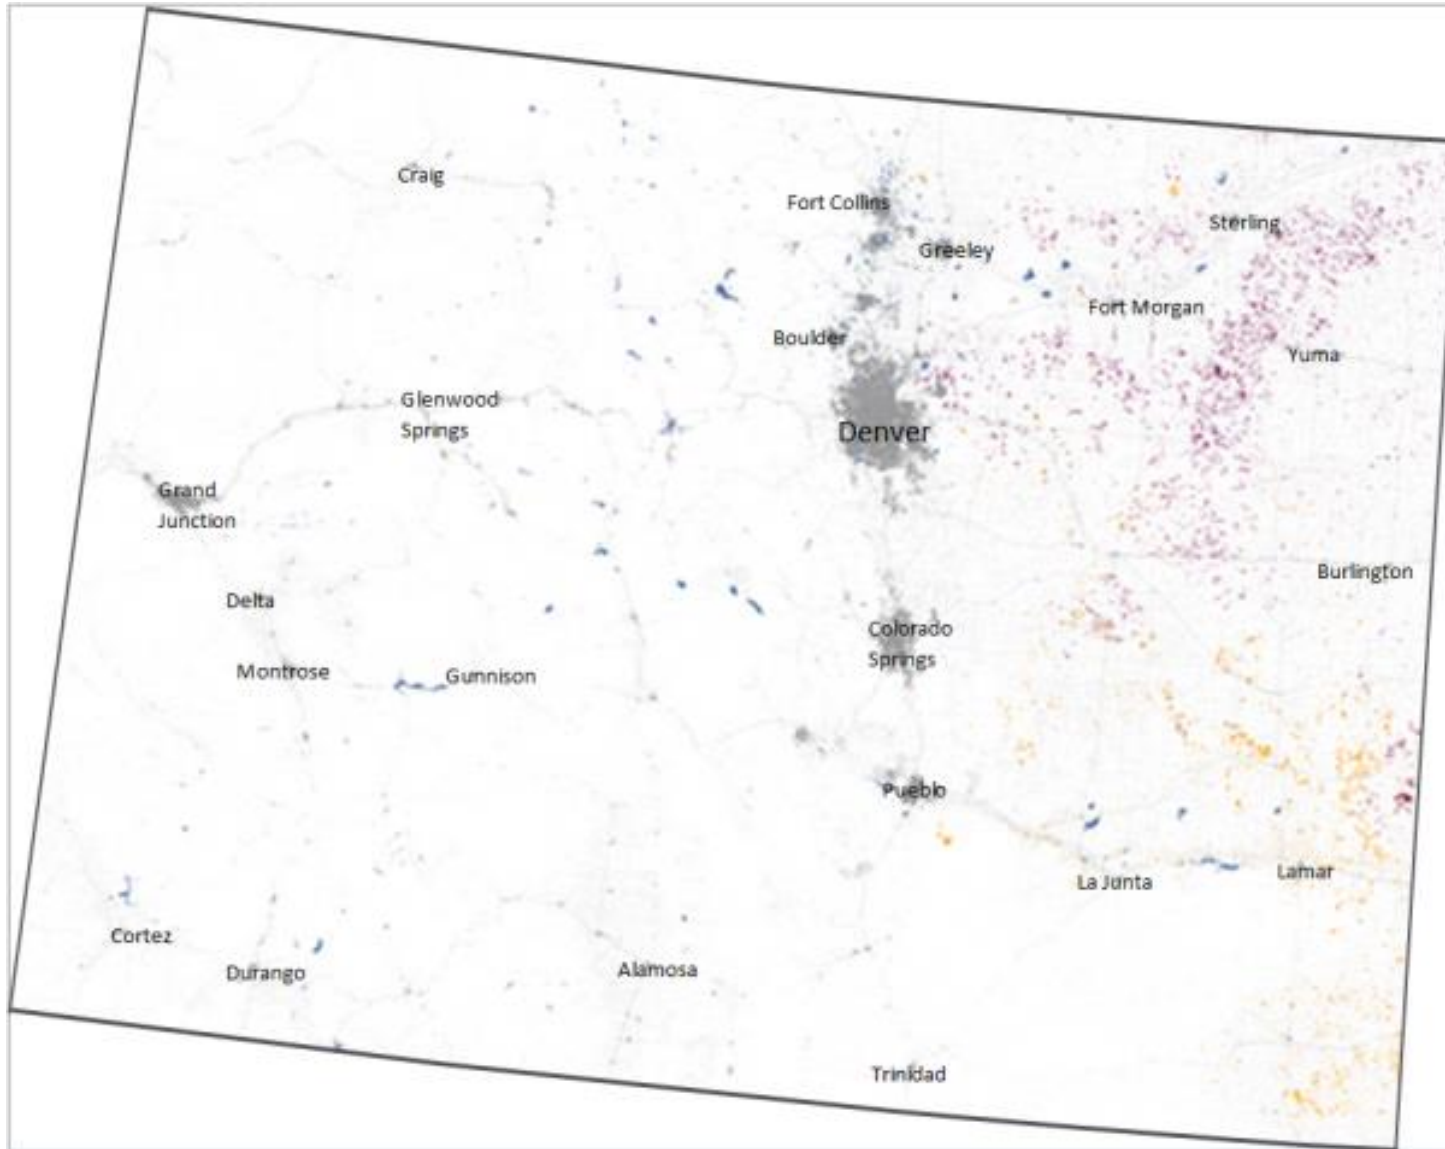 Craig
Fort Collins
Sterling
Greeley
Fort Morgan
Boulder
Yuma
Glenwood
Springs
Denver
Grand
Junction
Burlington
Delta
Colorado
Springs
Montrose
Gunnison
Pueblo
La Junta
Lamar
Cortez
Durango
Alamosa
Trinidad